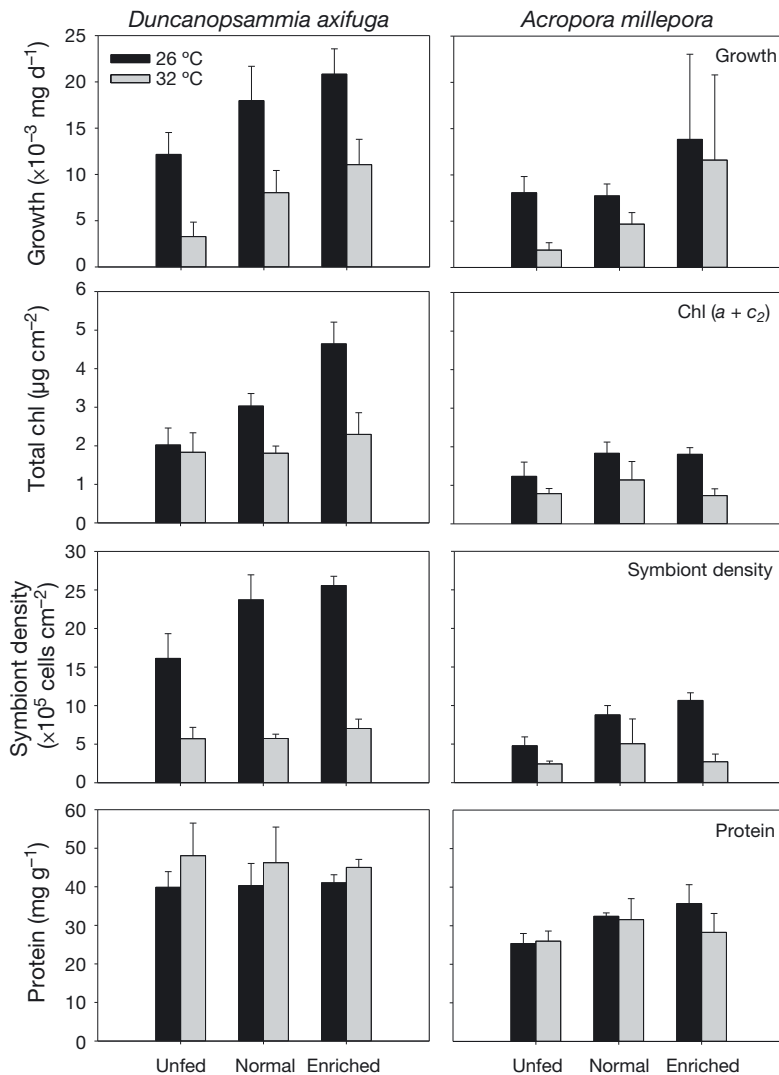 Duncanopsammia axifuga
Acropora millepora
Growth (×10⁻³ mg d⁻¹)
25
20
15
10
5
0
26 ºC
32 ºC
Growth
Total chl (µg cm⁻²)
6
5
4
3
2
1
0
Chl (a + c₂)
Symbiont density
(×10⁵ cells cm⁻²)
30
25
20
15
10
5
0
Symbiont density
Protein (mg g⁻¹)
60
50
40
30
20
10
0
Protein
Unfed Normal Enriched
Unfed Normal Enriched